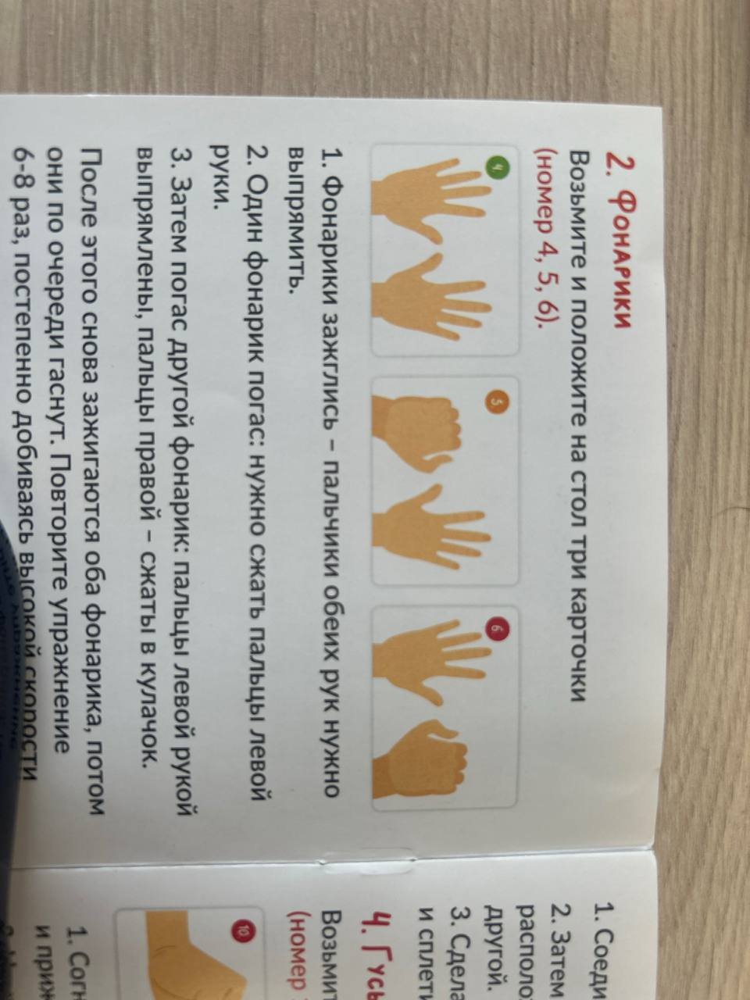 2. ФОНАРИКИ
Возьмите и положите на стол три карточки
(номер 4, 5, 6).
4.
5.
6.
1. Фонарики зажглись – пальчики обеих рук нужно
выпрямить.
2. Один фонарик погас: нужно сжать пальцы левой
руки.
3. Затем погас другой фонарик: пальцы левой рукой
выпрямлены, пальцы правой – сжаты в кулачок.
После этого снова зажигаются оба фонарика, потом
они по очереди гаснут. Повторите упражнение
6-8 раз, постепенно добиваясь высокой скорости
1. Соеди
2. Затем
располо
другой.
3. Сдела
и сплети
4. Гусь
Возьмит
(номер
10
1. Согн
и приж